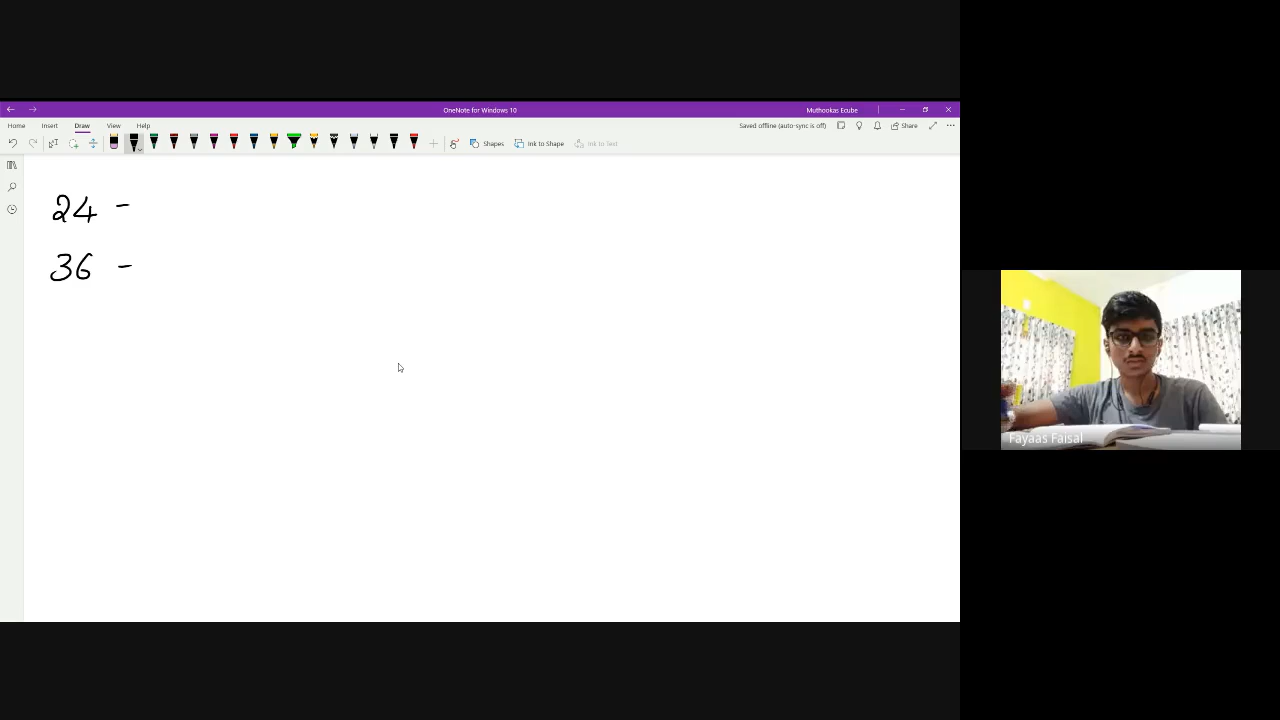 OneNote for Windows 10
Muthookas Ecube
Home Insert Draw View Help
Saved offline (auto-sync is off)
Share
Shapes
Ink to Shape
Ink to Text
24 -
36 -
Fayaas Faisal